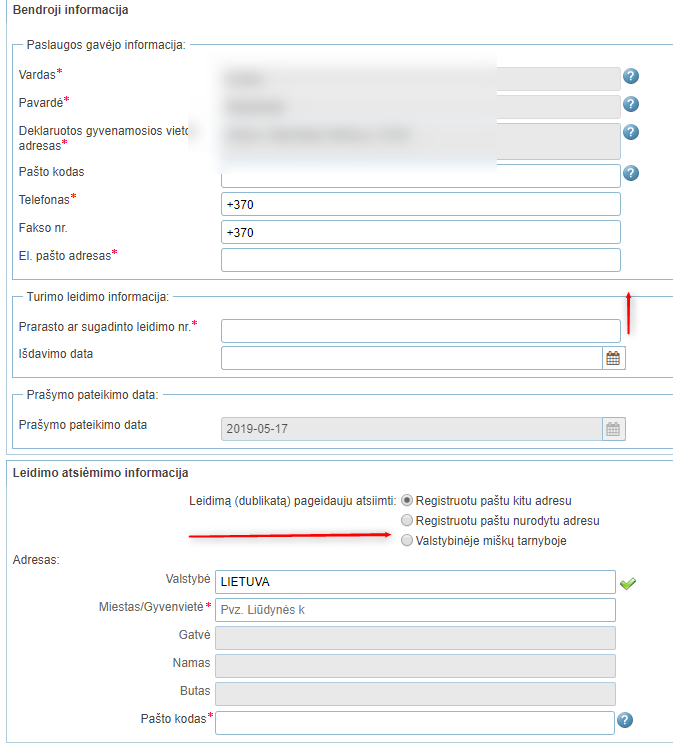 Bendroji informacija
Paslaugos gavėjo informacija:
Vardas*
?
Pavardė*
?
Deklaruotos gyvenamosios vieto
adresas*
?
Pašto kodas
?
Telefonas*
+370
Fakso nr.
+370
El. pašto adresas*
Turimo leidimo informacija:
Prarasto ar sugadinto leidimo nr.*
Išdavimo data
Prašymo pateikimo data:
Prašymo pateikimo data
2019-05-17
Leidimo atsiėmimo informacija
Leidimą (dublikatą) pageidauju atsiimti:
Registruotu paštu kitu adresu
Registruotu paštu nurodytu adresu
Valstybinėje miškų tarnyboje
Adresas:
Valstybė
LIETUVA
Miestas/Gyvenvietė*
Pvz. Liūdynės k
Gatvė
Namas
Butas
Pašto kodas*
?